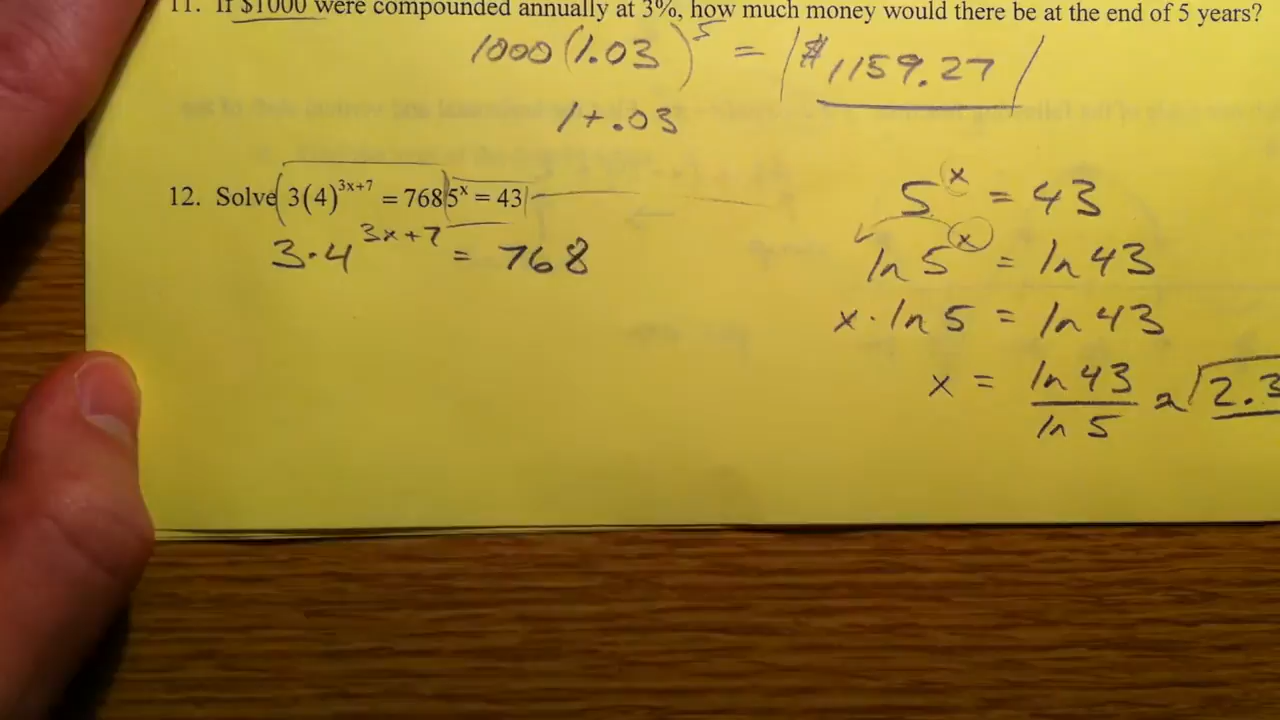 11. If $1000 were compounded annually at 3%, how much money would there be at the end of 5 years?
1000(1.03)^5 = $1159.27
1+.03
12. Solve 3(4)^{3x+7} = 768 5^x = 43
3·4^{3x+7} = 768
5^x = 43
ln 5^x = ln 43
x · ln 5 = ln 43
x = ln 43 / ln 5 ≈ 2.3